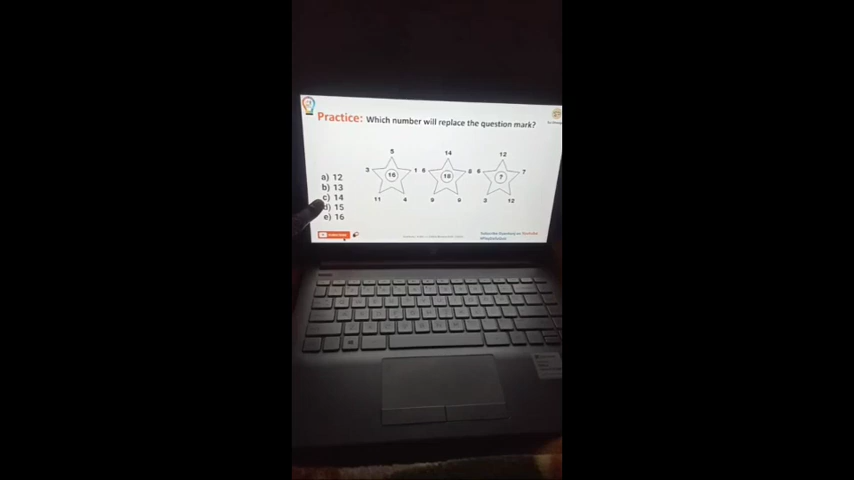 Practice: Which number will replace the question mark?
5 14 12
3 16 1 6 18 8 6 ? 7
11 4 9 9 3 12
a) 12
b) 13
c) 14
d) 15
e) 16